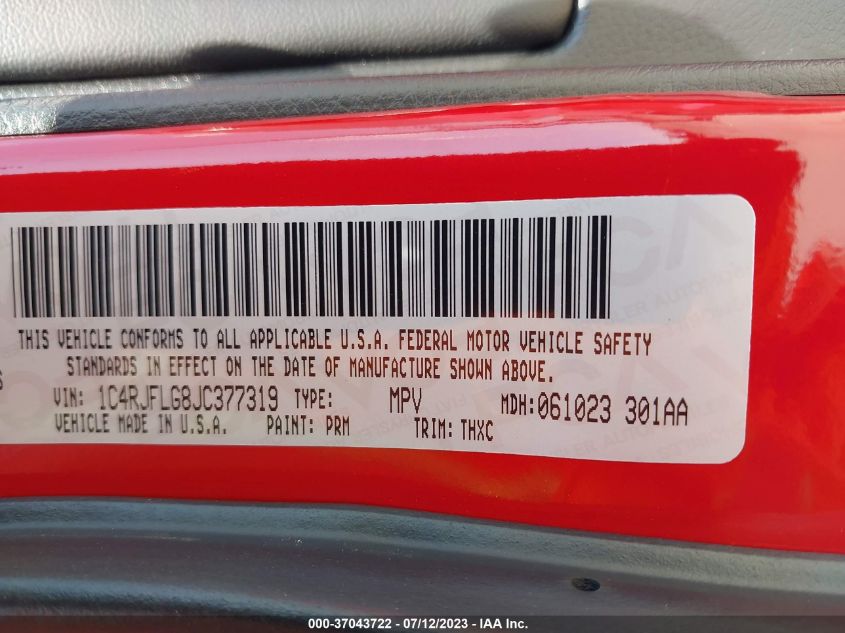 THIS VEHICLE CONFORMS TO ALL APPLICABLE U.S.A. FEDERAL MOTOR VEHICLE SAFETY
STANDARDS IN EFFECT ON THE DATE OF MANUFACTURE SHOWN ABOVE.
VIN: 1C4RJFLG8JC377319 TYPE: MPV MDH:061023 301AA
VEHICLE MADE IN U.S.A. PAINT: PRM TRIM: THXC
000-37043722 - 07/12/2023 - IAA Inc.